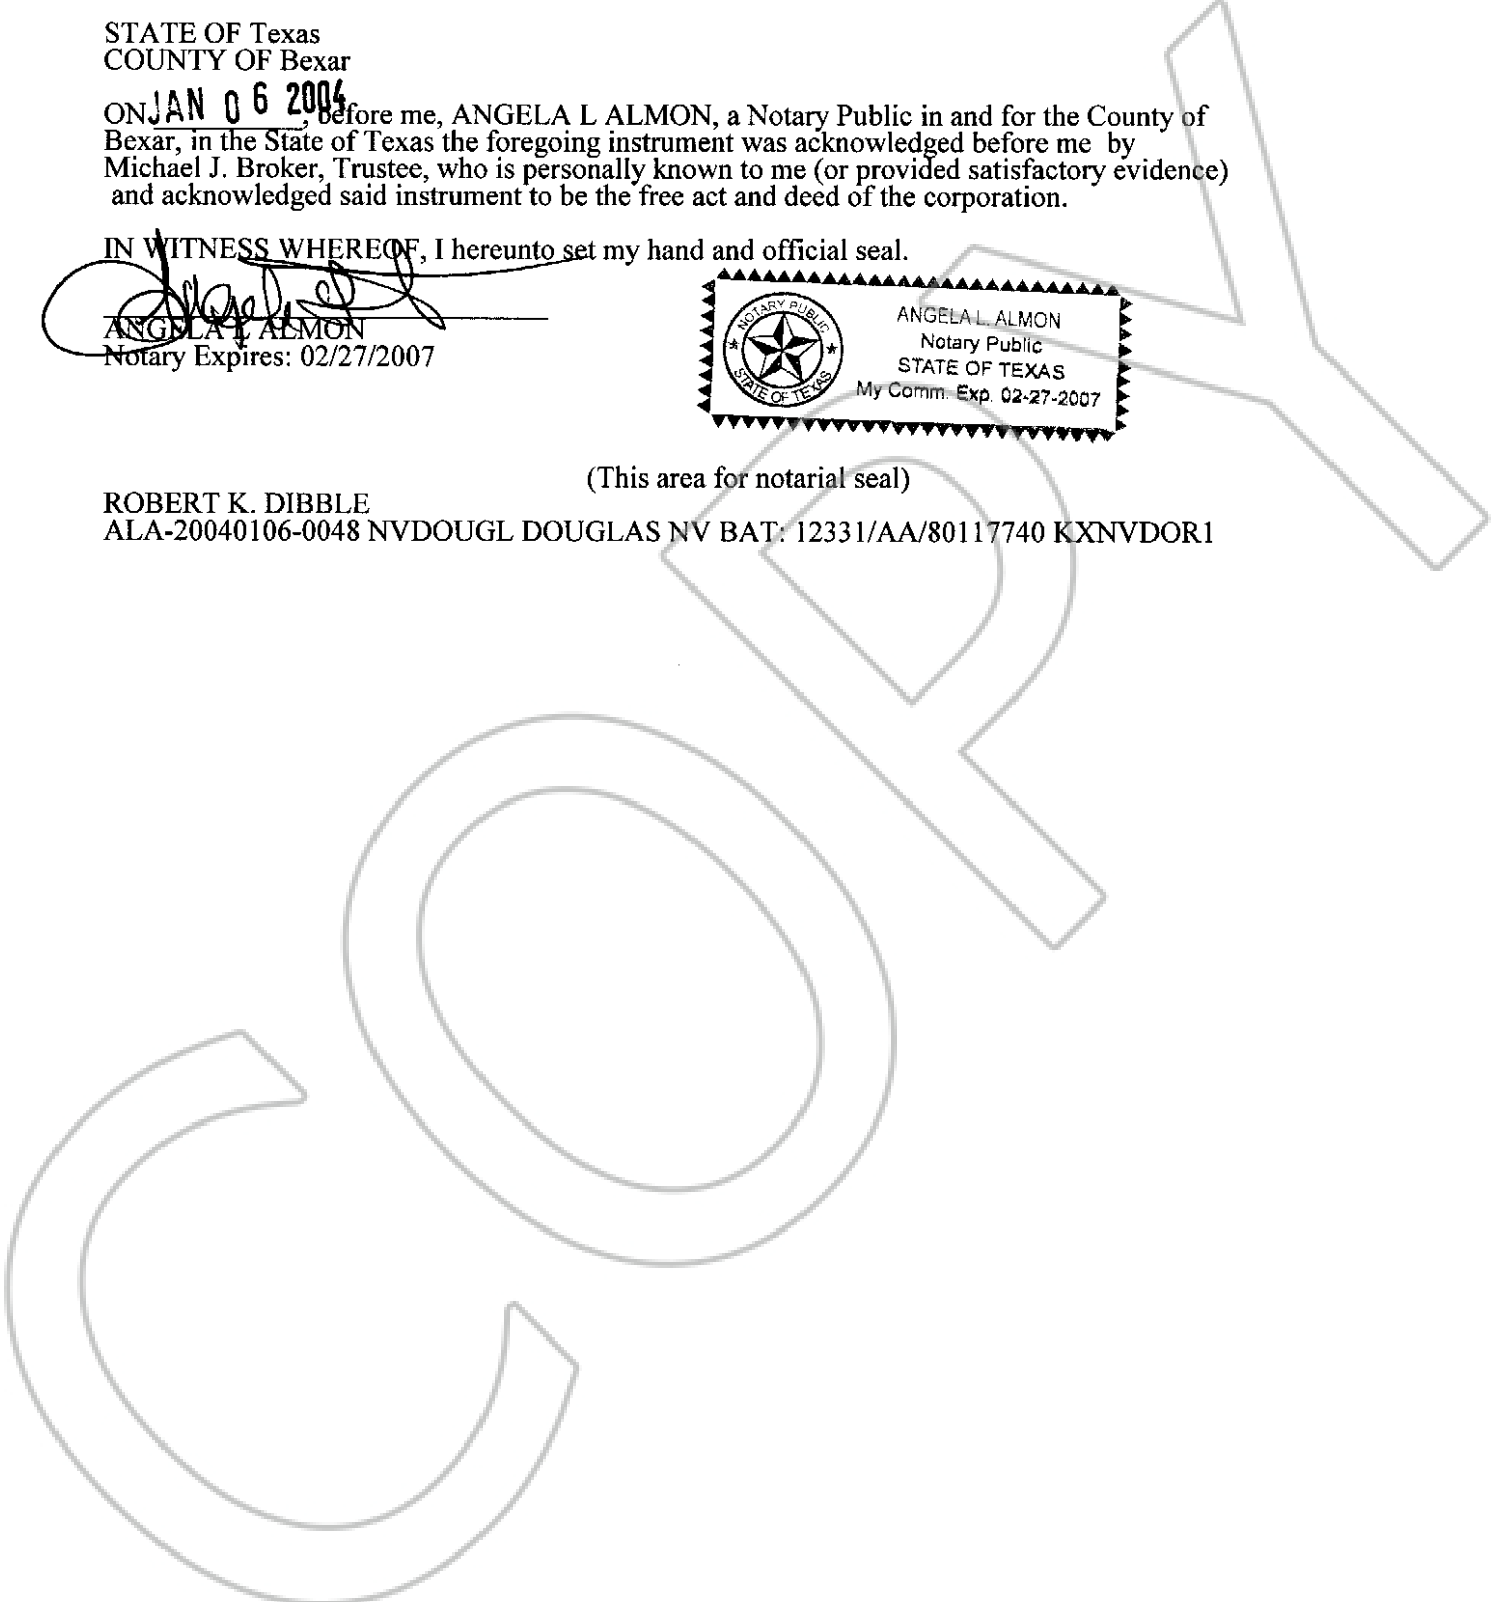 STATE OF Texas
COUNTY OF Bexar
ON JAN 06 2004, before me, ANGELA L ALMON, a Notary Public in and for the County of
Bexar, in the State of Texas the foregoing instrument was acknowledged before me by
Michael J. Broker, Trustee, who is personally known to me (or provided satisfactory evidence)
and acknowledged said instrument to be the free act and deed of the corporation.
IN WITNESS WHEREOF, I hereunto set my hand and official seal.
ANGELA L ALMON
Notary Expires: 02/27/2007
NOTARY PUBLIC
STATE OF TEXAS
ANGELA L. ALMON
Notary Public
STATE OF TEXAS
My Comm. Exp. 02-27-2007
(This area for notarial seal)
ROBERT K. DIBBLE
ALA-20040106-0048 NVDOUGL DOUGLAS NV BAT: 12331/AA/80117740 KXNVDOR1
COPY